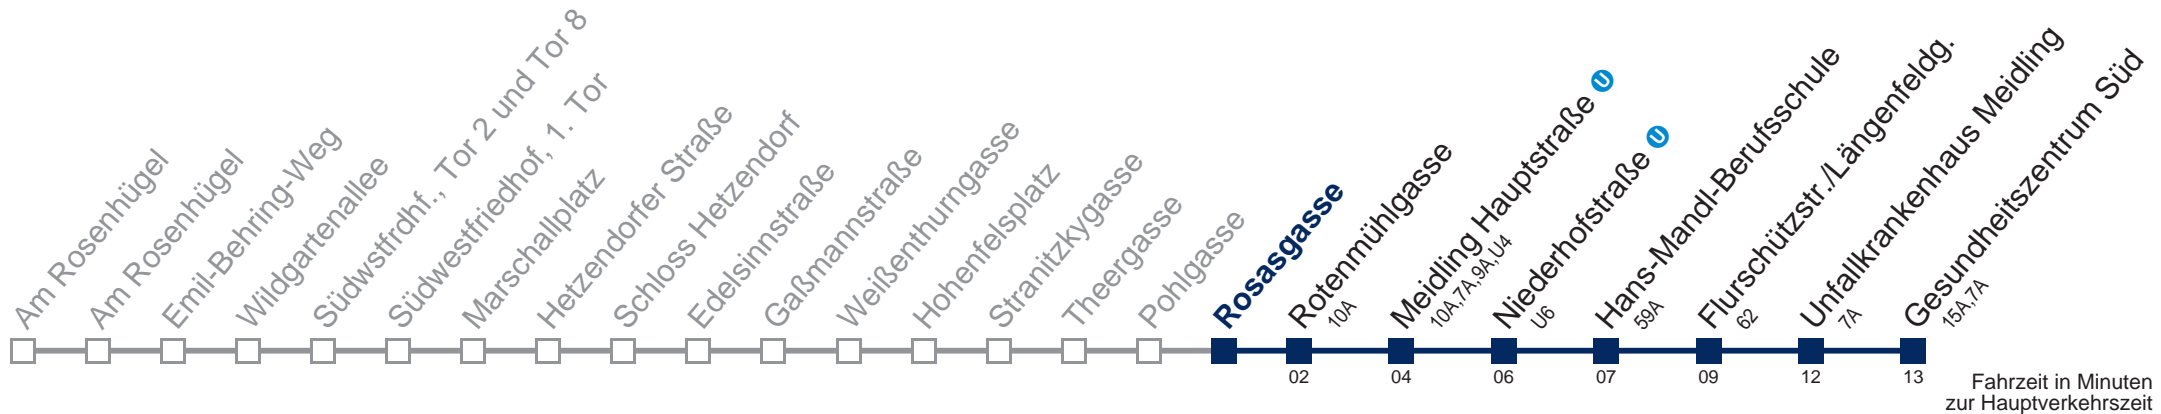 Am Rosenhügel
Am Rosenhügel
Emil-Behring-Weg
Wildgartenallee
Südwstfrdhf., Tor 2 und Tor 8
Südwestfriedhof, 1. Tor
Marschallplatz
Hetzendorfer Straße
Schloss Hetzendorf
Edelsinnstraße
Gaßmannstraße
Weißenthurngasse
Hohenfelsplatz
Stranitzkygasse
Theergasse
Pohlgasse
Rosasgasse
Rotenmühlgasse
10A
Meidling Hauptstraße U
10A,7A,9A,U4
Niederhofstraße U
U6
Hans-Mandl-Berufsschule
59A
Flurschützstr./Längenfeldg.
62
Unfallkrankenhaus Meidling
7A
Gesundheitszentrum Süd
15A,7A
02 04 06 07 09 12 13
Fahrzeit in Minuten
zur Hauptverkehrszeit